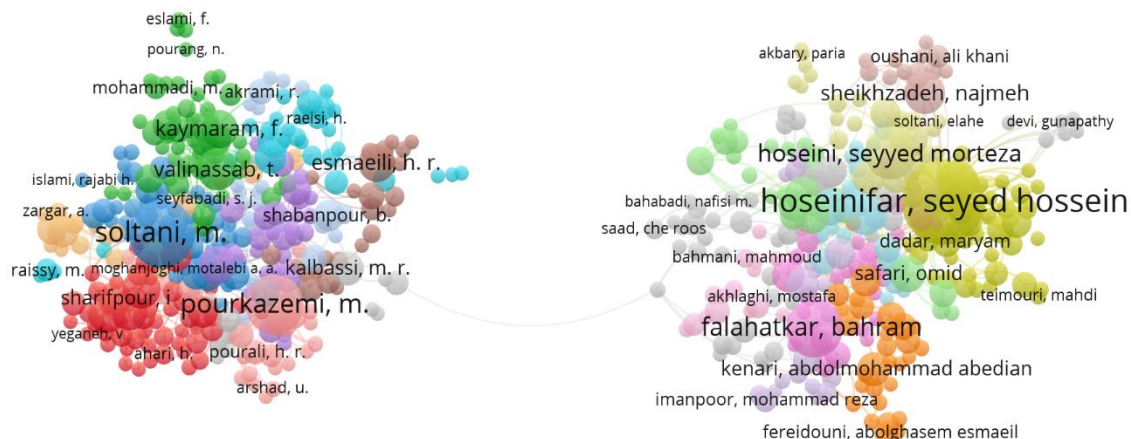 eslami, f.
pourang, n.
mohammadi, m.
akrami, r.
kaymaram, f.
raeisi, h.
valinassab, t.
esmaeili, h. r.
islami, rajabi h.
seyfabadi, s. j.
zargar, a.
shabanpour, b.
soltani, m.
raissy, m.
moghanjoghi, motalebi a. a.
kalbassi, m. r.
sharifpour, i
pourkazemi, m.
yeganeh, v
ahari, h.
pourali, h. r.
arshad, u.
akbary, paria
oushani, ali khani
sheikhzadeh, najmeh
soltani, elahe
devi, gunapathy
hoseini, seyyed morteza
bahabadi, nafisi m.
hoseinifar, seyed hossein
saad, che roos
dadar, maryam
bahmani, mahmoud
safari, omid
akhlaghi, mostafa
teimouri, mahdi
falahatkar, bahram
kenari, abdolmohammad abedian
imanpoor, mohammad reza
fereidouni, abolghasem esmaeil